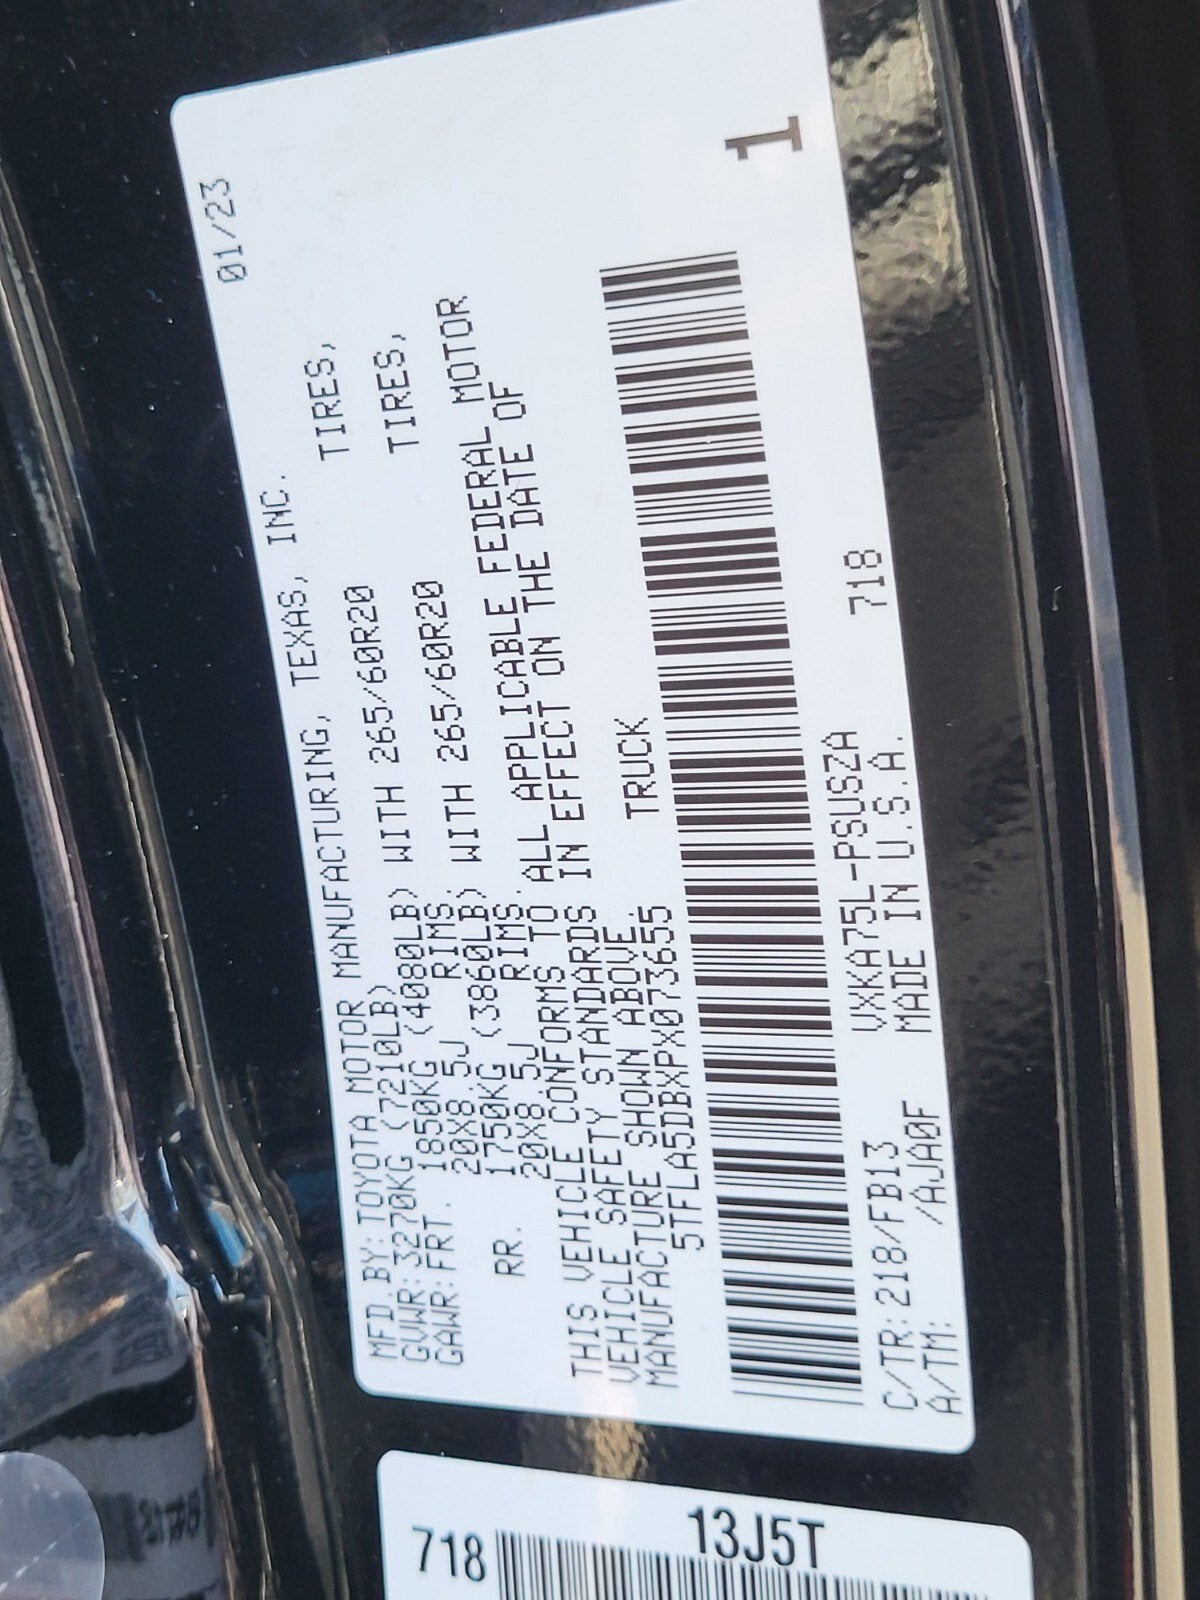 MFD.BY:TOYOTA MOTOR MANUFACTURING, TEXAS, INC. 01/23
GVWR:3270KG (7210LB)
GAWR:FRT. 1850KG (4080LB) WITH 265/60R20 TIRES,
20X8.5J RIMS,
RR. 1750KG (3860LB) WITH 265/60R20 TIRES,
20X8.5J RIMS.
THIS VEHICLE CONFORMS TO ALL APPLICABLE FEDERAL MOTOR
VEHICLE SAFETY STANDARDS IN EFFECT ON THE DATE OF
MANUFACTURE SHOWN ABOVE.
5TFLA5DBXPX073655 TRUCK
1
C/TR:218/FB13 VXKA75L-PSUSZA 718
A/TM: /AJA0F MADE IN U.S.A.
718
13J5T